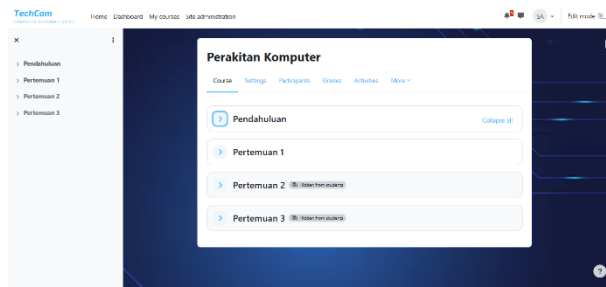 TechCom
Home Dashboard My courses Site administration
SA
Edit mode
Pendahuluan
Pertemuan 1
Pertemuan 2
Pertemuan 3
Perakitan Komputer
Course Settings Participants Grades Activities More
Pendahuluan
Collapse all
Pertemuan 1
Pertemuan 2 Hidden from students
Pertemuan 3 Hidden from students
?